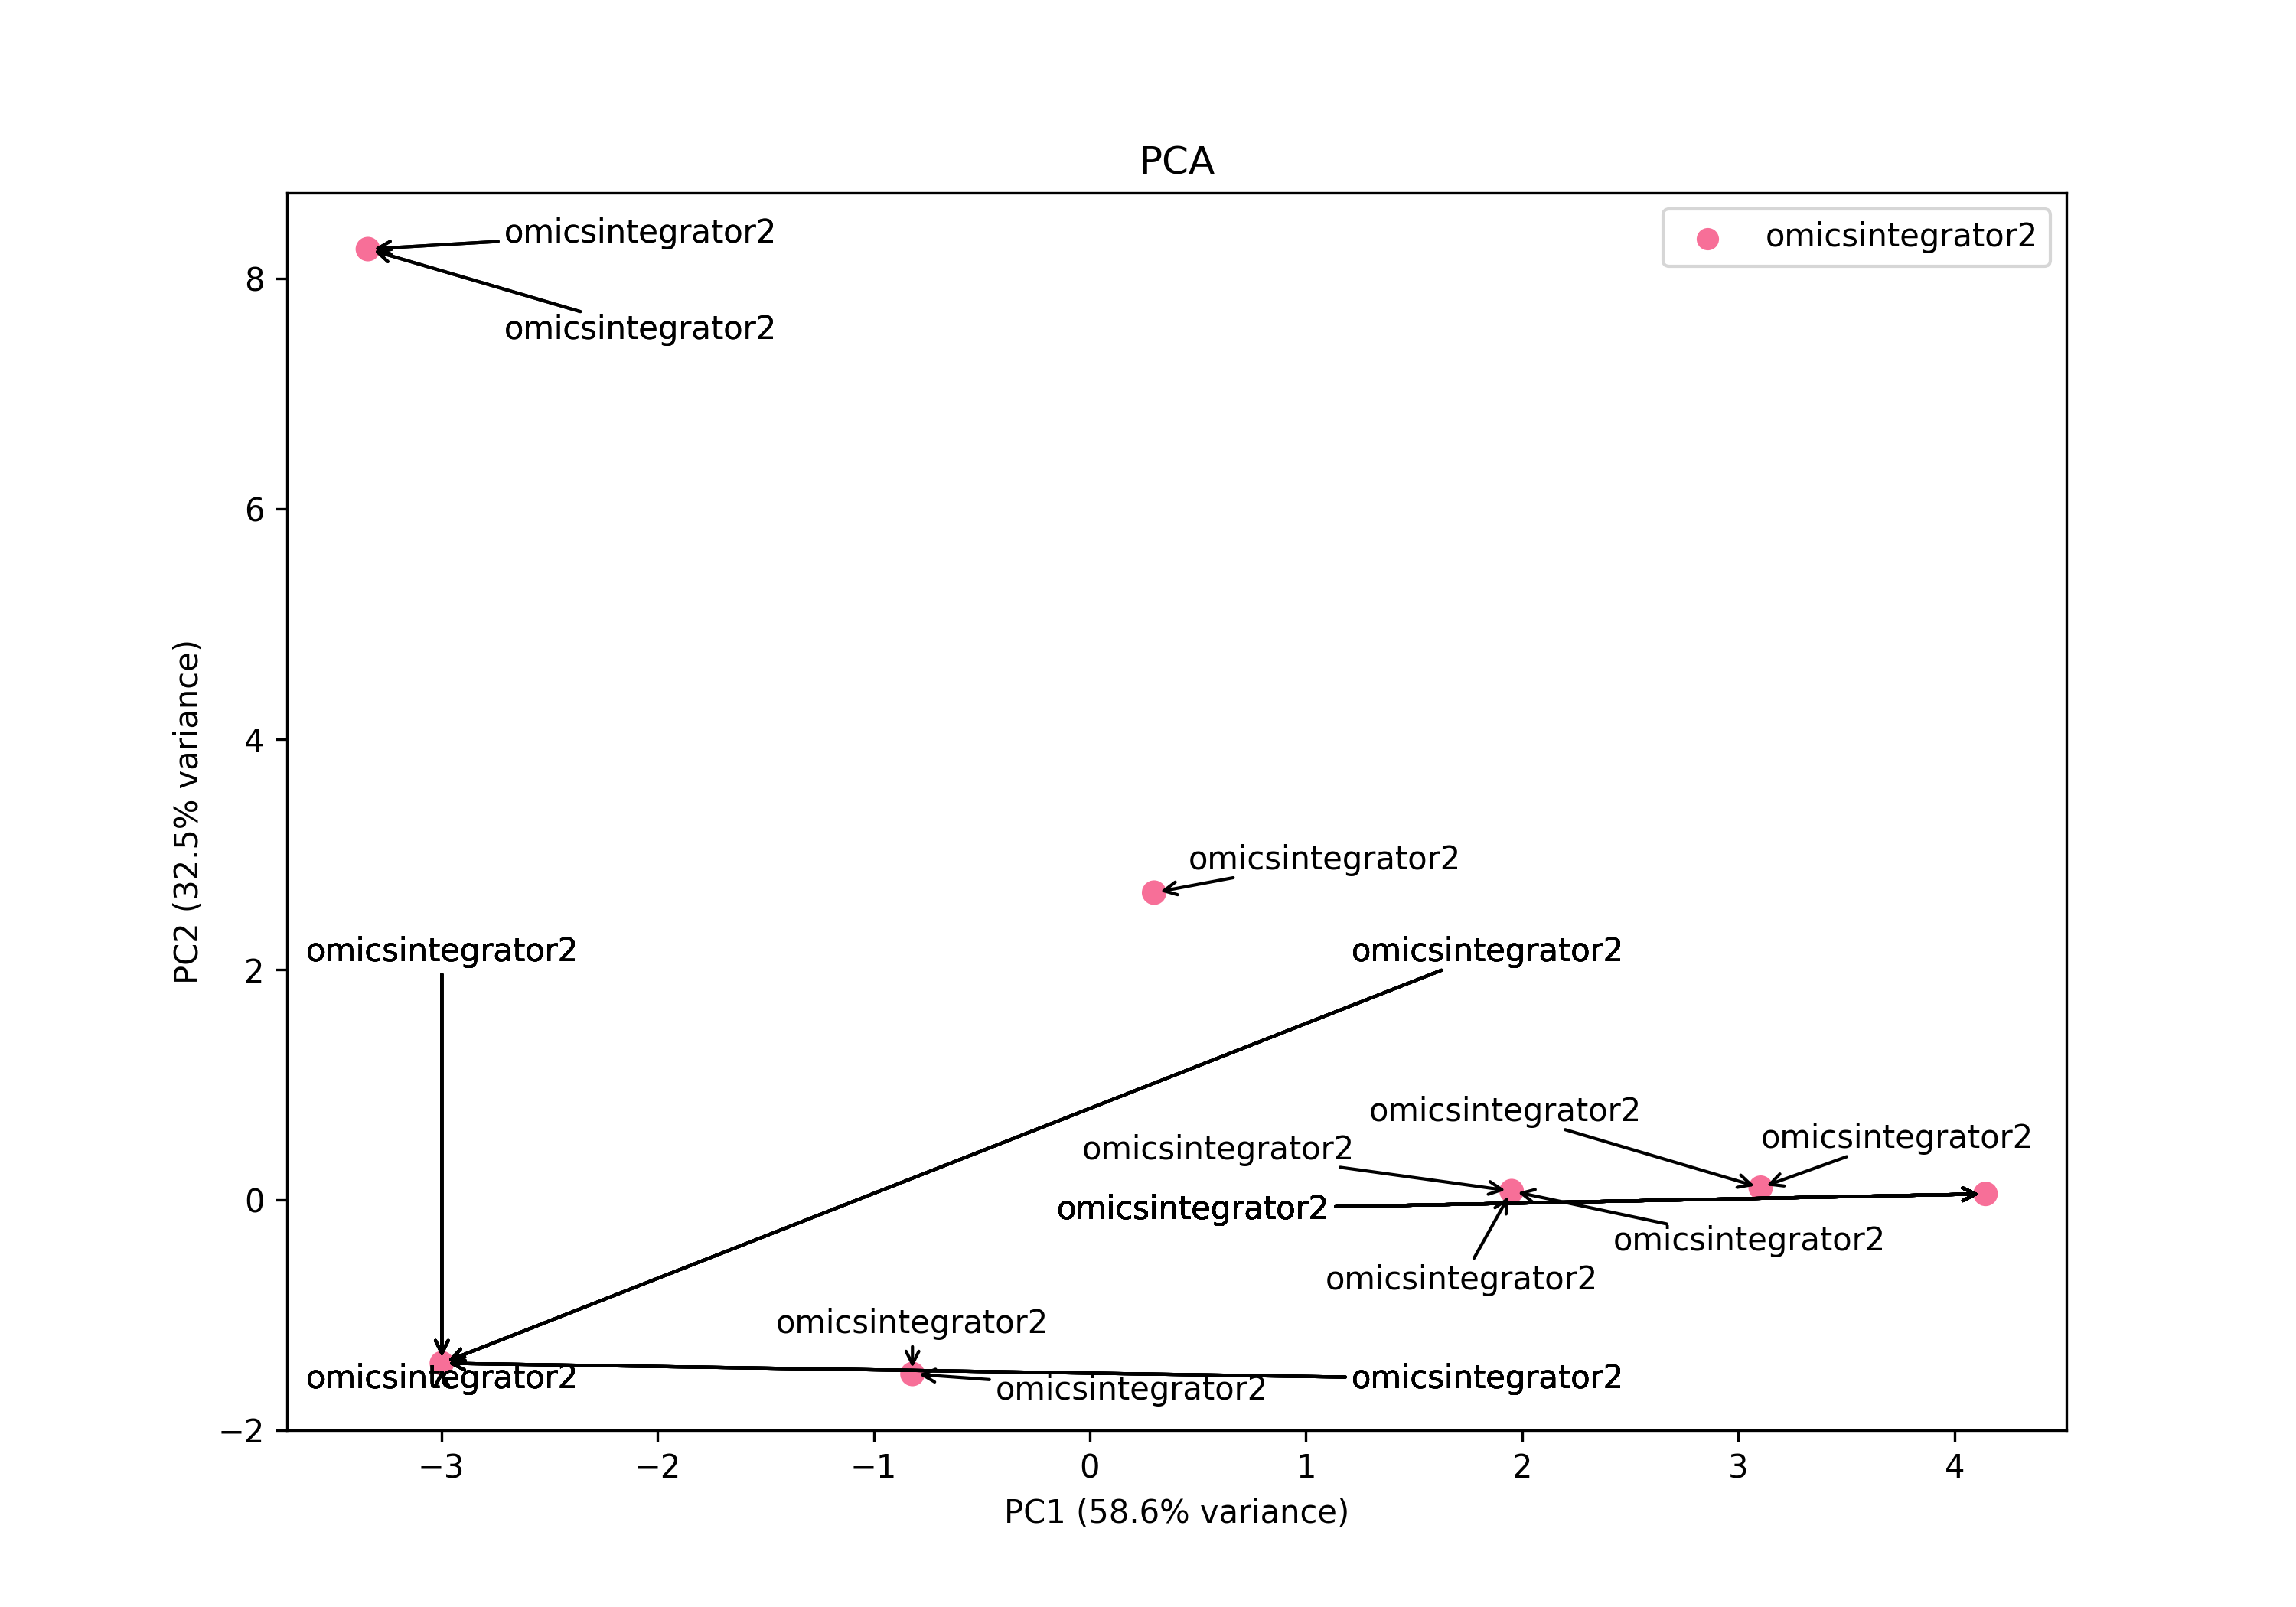 PCA
omicsintegrator2
omicsintegrator2
omicsintegrator2
8
6
4
2
0
−2
PC2 (32.5% variance)
omicsintegrator2
omicsintegrator2
omicsintegrator2
omicsintegrator2
omicsintegrator2
omicsintegrator2
omicsintegrator2
omicsintegrator2
omicsintegrator2
omicsintegrator2
omicsintegrator2
omicsintegrator2
omicsintegrator2
−3
−2
−1
0
1
2
3
4
PC1 (58.6% variance)